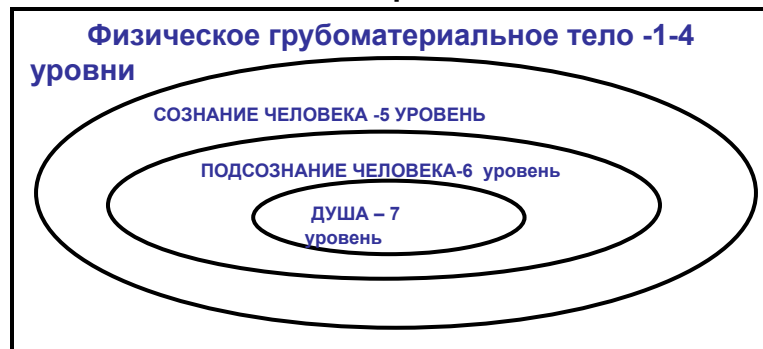 Физическое грубоматериальное тело -1-4
уровни
СОЗНАНИЕ ЧЕЛОВЕКА -5 УРОВЕНЬ
ПОДСОЗНАНИЕ ЧЕЛОВЕКА-6 уровень
ДУША – 7
уровень